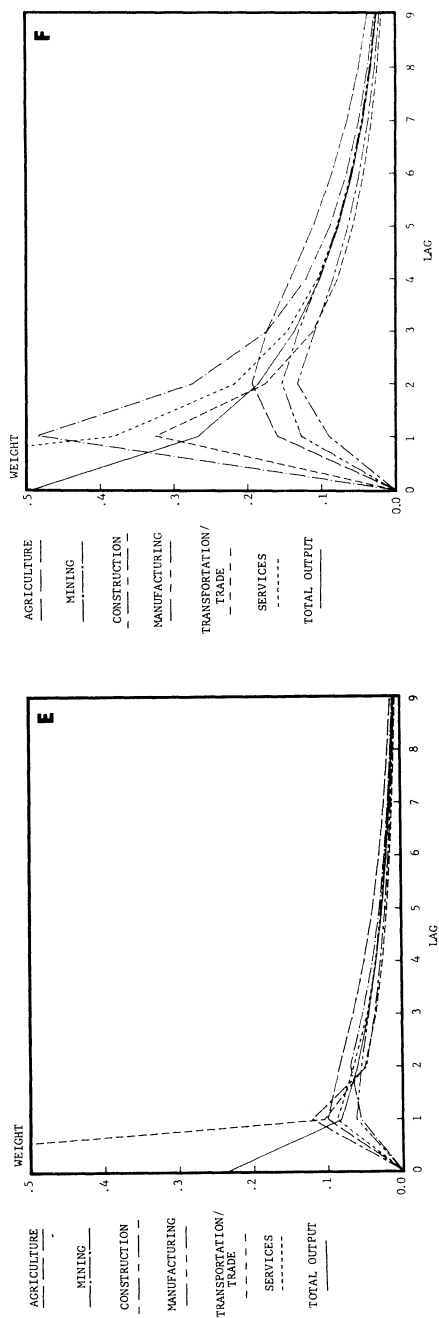 F
WEIGHT
.5
.4
.3
.2
.1
0.0
0
1
2
3
4
5
6
7
8
9
LAG
AGRICULTURE
MINING
CONSTRUCTION
MANUFACTURING
TRANSPORTATION/
TRADE
SERVICES
TOTAL OUTPUT
E
WEIGHT
.5
.4
.3
.2
.1
0.0
0
1
2
3
4
5
6
7
8
9
LAG
AGRICULTURE
MINING
CONSTRUCTION
MANUFACTURING
TRANSPORTATION/
TRADE
SERVICES
TOTAL OUTPUT